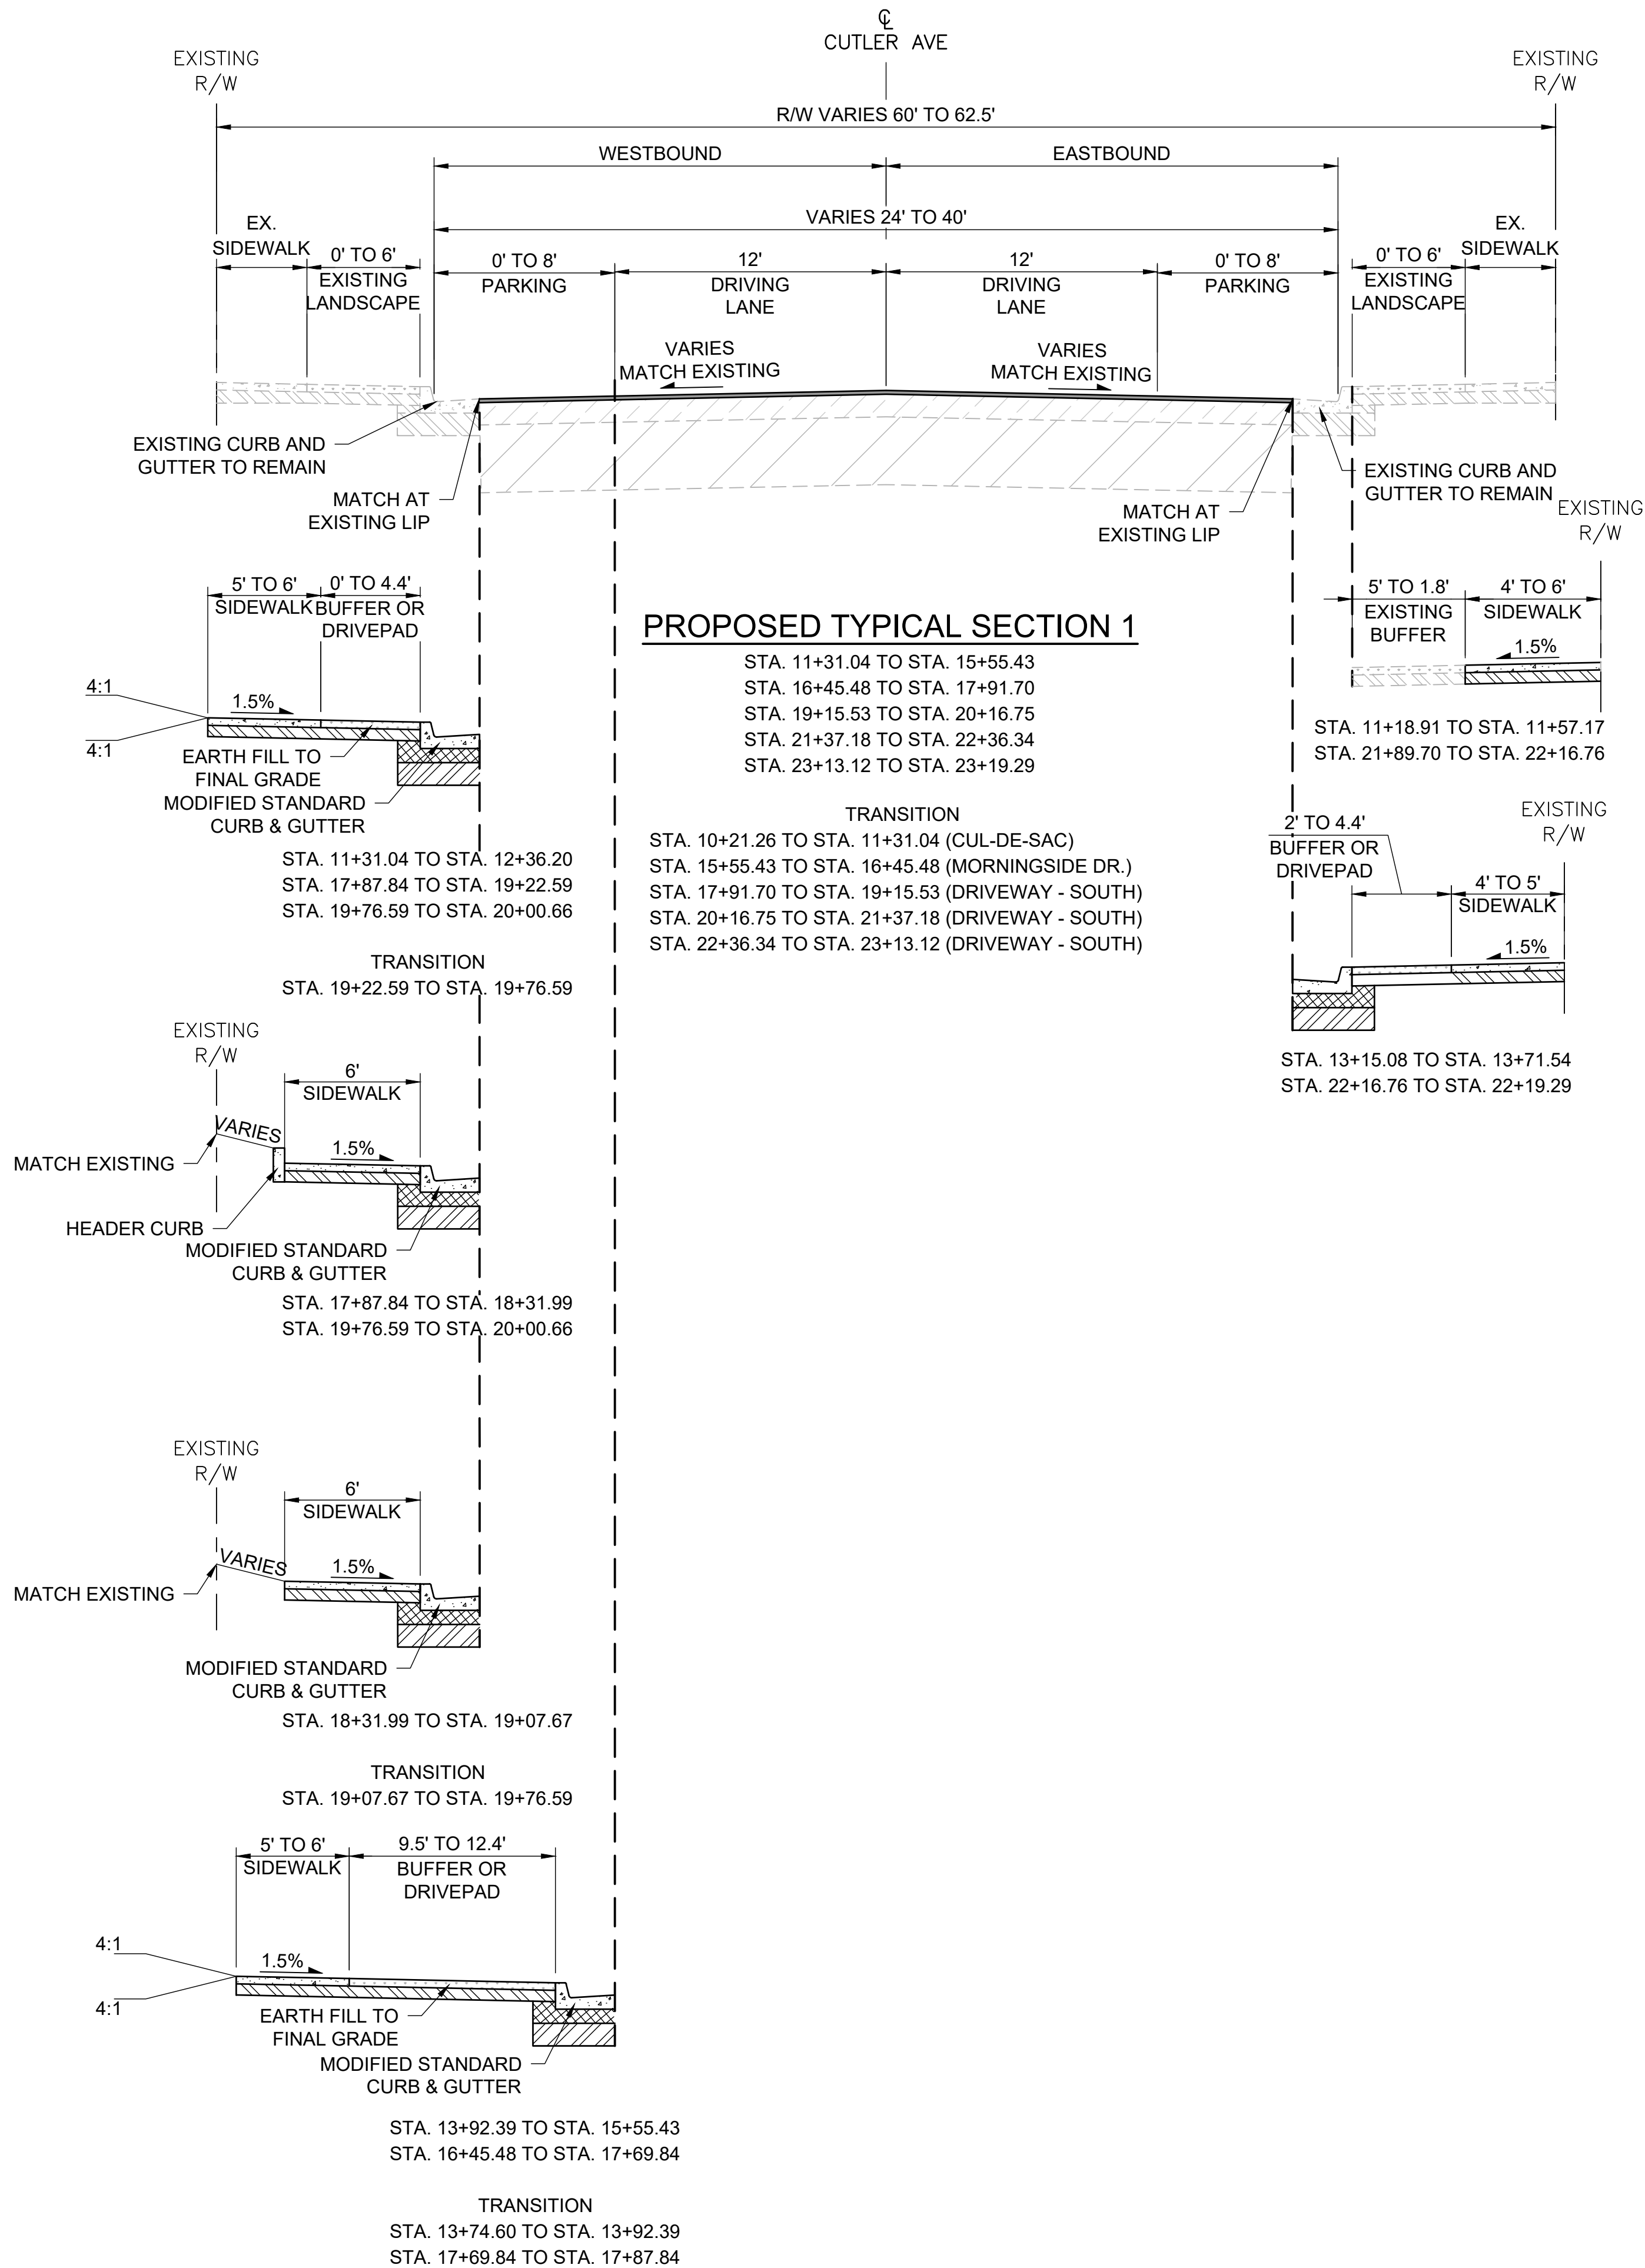 ℄
CUTLER AVE
EXISTING
R/W
EXISTING
R/W
R/W VARIES 60' TO 62.5'
WESTBOUND
EASTBOUND
VARIES 24' TO 40'
EX.
SIDEWALK
0' TO 6'
EXISTING
LANDSCAPE
0' TO 8'
PARKING
12'
DRIVING
LANE
12'
DRIVING
LANE
0' TO 8'
PARKING
0' TO 6'
EXISTING
LANDSCAPE
EX.
SIDEWALK
VARIES
MATCH EXISTING
VARIES
MATCH EXISTING
EXISTING CURB AND
GUTTER TO REMAIN
MATCH AT
EXISTING LIP
MATCH AT
EXISTING LIP
EXISTING CURB AND
GUTTER TO REMAIN
EXISTING
R/W
5' TO 6'
SIDEWALK
0' TO 4.4'
BUFFER OR
DRIVEPAD
4:1
1.5%
4:1
EARTH FILL TO
FINAL GRADE
MODIFIED STANDARD
CURB & GUTTER
STA. 11+31.04 TO STA. 12+36.20
STA. 17+87.84 TO STA. 19+22.59
STA. 19+76.59 TO STA. 20+00.66
TRANSITION
STA. 19+22.59 TO STA. 19+76.59
PROPOSED TYPICAL SECTION 1
STA. 11+31.04 TO STA. 15+55.43
STA. 16+45.48 TO STA. 17+91.70
STA. 19+15.53 TO STA. 20+16.75
STA. 21+37.18 TO STA. 22+36.34
STA. 23+13.12 TO STA. 23+19.29
TRANSITION
STA. 10+21.26 TO STA. 11+31.04 (CUL-DE-SAC)
STA. 15+55.43 TO STA. 16+45.48 (MORNINGSIDE DR.)
STA. 17+91.70 TO STA. 19+15.53 (DRIVEWAY - SOUTH)
STA. 20+16.75 TO STA. 21+37.18 (DRIVEWAY - SOUTH)
STA. 22+36.34 TO STA. 23+13.12 (DRIVEWAY - SOUTH)
5' TO 1.8'
EXISTING
BUFFER
4' TO 6'
SIDEWALK
1.5%
STA. 11+18.91 TO STA. 11+57.17
STA. 21+89.70 TO STA. 22+16.76
EXISTING
R/W
2' TO 4.4'
BUFFER OR
DRIVEPAD
4' TO 5'
SIDEWALK
1.5%
STA. 13+15.08 TO STA. 13+71.54
STA. 22+16.76 TO STA. 22+19.29
EXISTING
R/W
6'
SIDEWALK
VARIES
1.5%
MATCH EXISTING
HEADER CURB
MODIFIED STANDARD
CURB & GUTTER
STA. 17+87.84 TO STA. 18+31.99
STA. 19+76.59 TO STA. 20+00.66
EXISTING
R/W
6'
SIDEWALK
VARIES
1.5%
MATCH EXISTING
MODIFIED STANDARD
CURB & GUTTER
STA. 18+31.99 TO STA. 19+07.67
TRANSITION
STA. 19+07.67 TO STA. 19+76.59
5' TO 6'
SIDEWALK
9.5' TO 12.4'
BUFFER OR
DRIVEPAD
4:1
1.5%
4:1
EARTH FILL TO
FINAL GRADE
MODIFIED STANDARD
CURB & GUTTER
STA. 13+92.39 TO STA. 15+55.43
STA. 16+45.48 TO STA. 17+69.84
TRANSITION
STA. 13+74.60 TO STA. 13+92.39
STA. 17+69.84 TO STA. 17+87.84